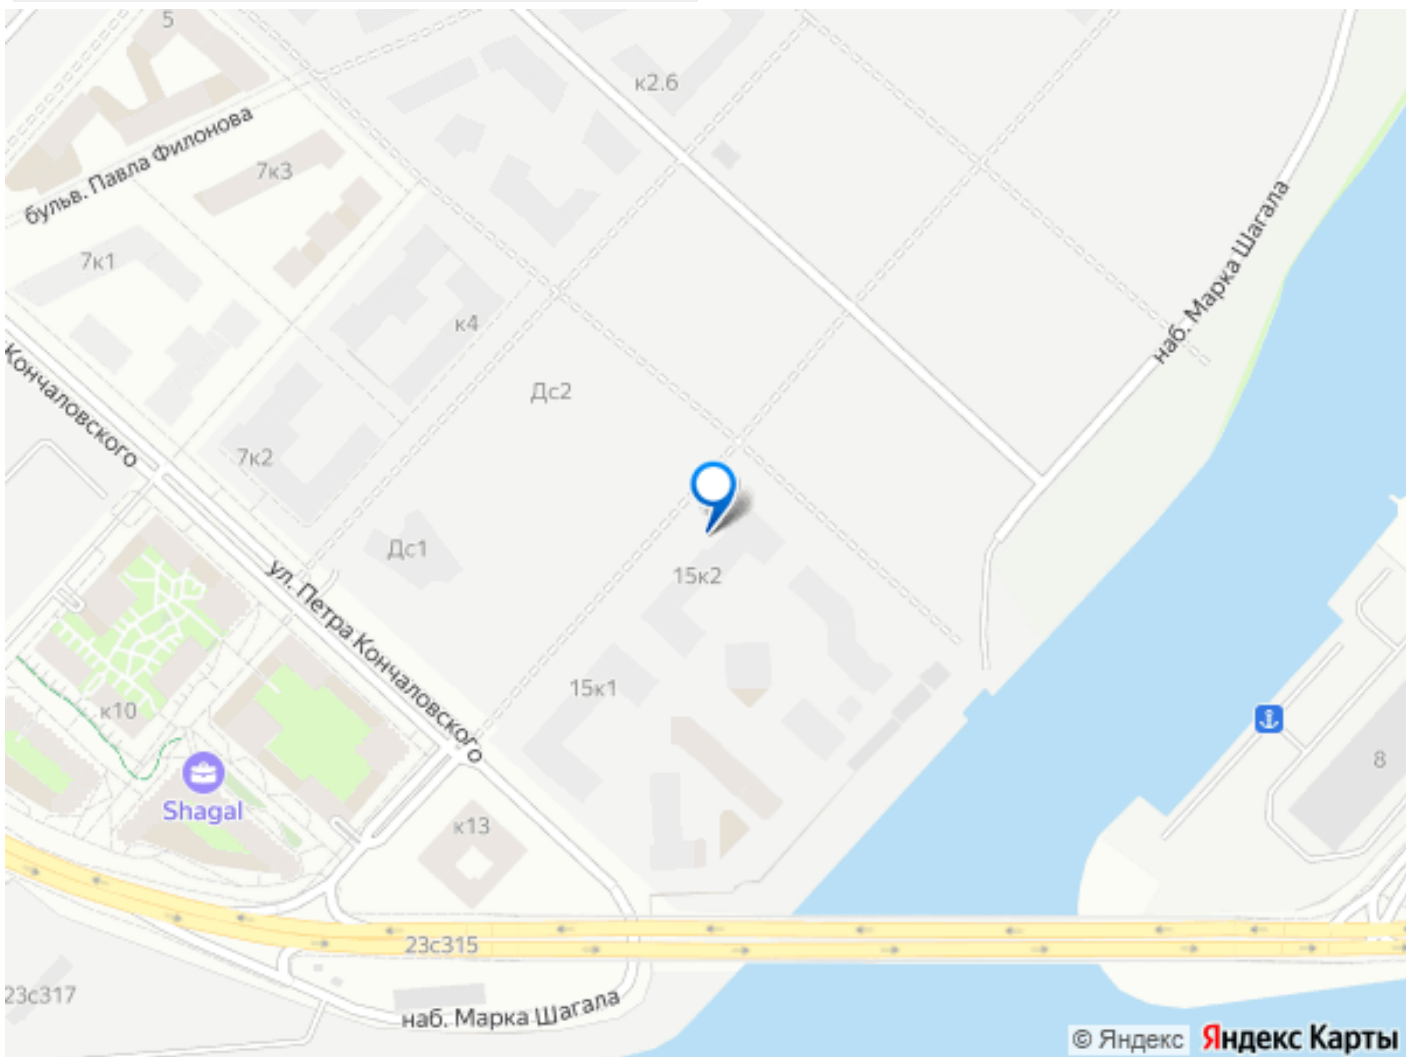 5
к2.6
бульв. Павла Филонова
7к3
наб. Марка Шагала
7к1
к4
Кончаловского
Дс2
7к2
Дс1
15к2
ул. Петра Кончаловского
15к1
к10
8
Shagal
к13
23с315
23с317
наб. Марка Шагала
© Яндекс Яндекс Карты